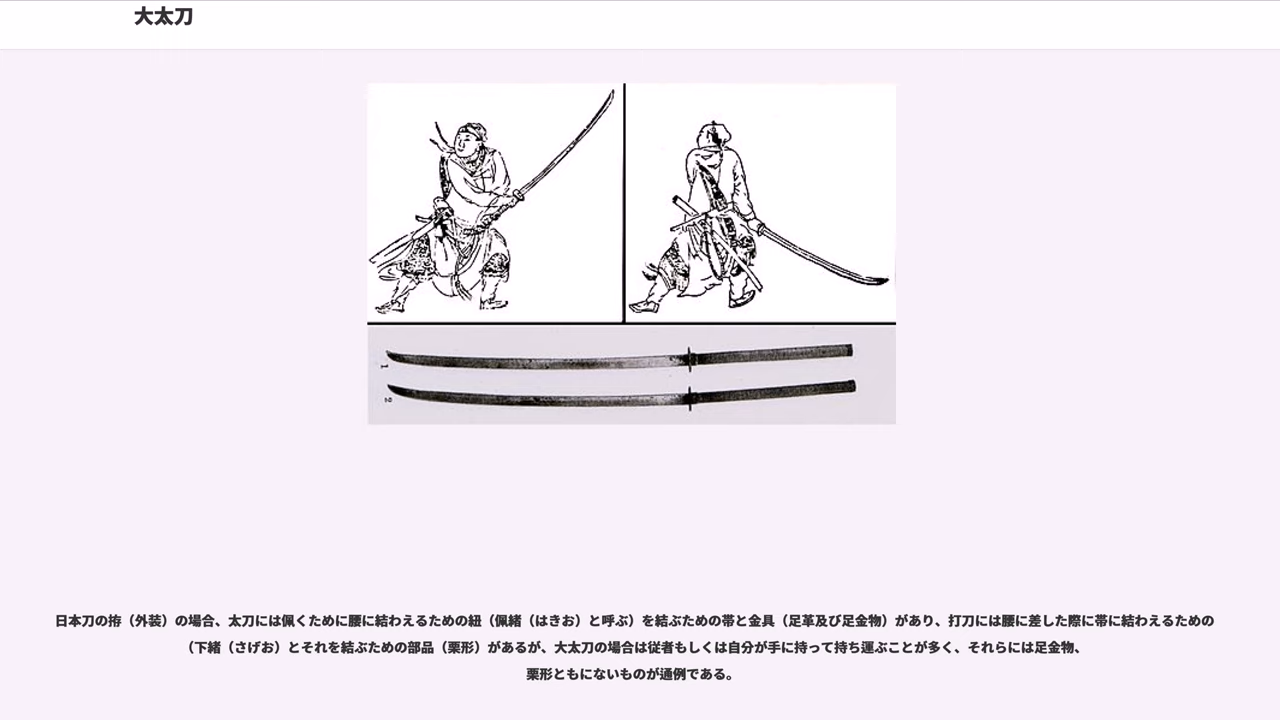 大太刀
1
2
日本刀の拵（外装）の場合、太刀には佩くために腰に結わえるための紐（佩緒（はきお）と呼ぶ）を結ぶための帯と金具（足革及び足金物）があり、打刀には腰に差した際に帯に結わえるための
（下緒（さげお）とそれを結ぶための部品（栗形）があるが、大太刀の場合は従者もしくは自分が手に持って持ち運ぶことが多く、それらには足金物、
栗形ともにないものが通例である。